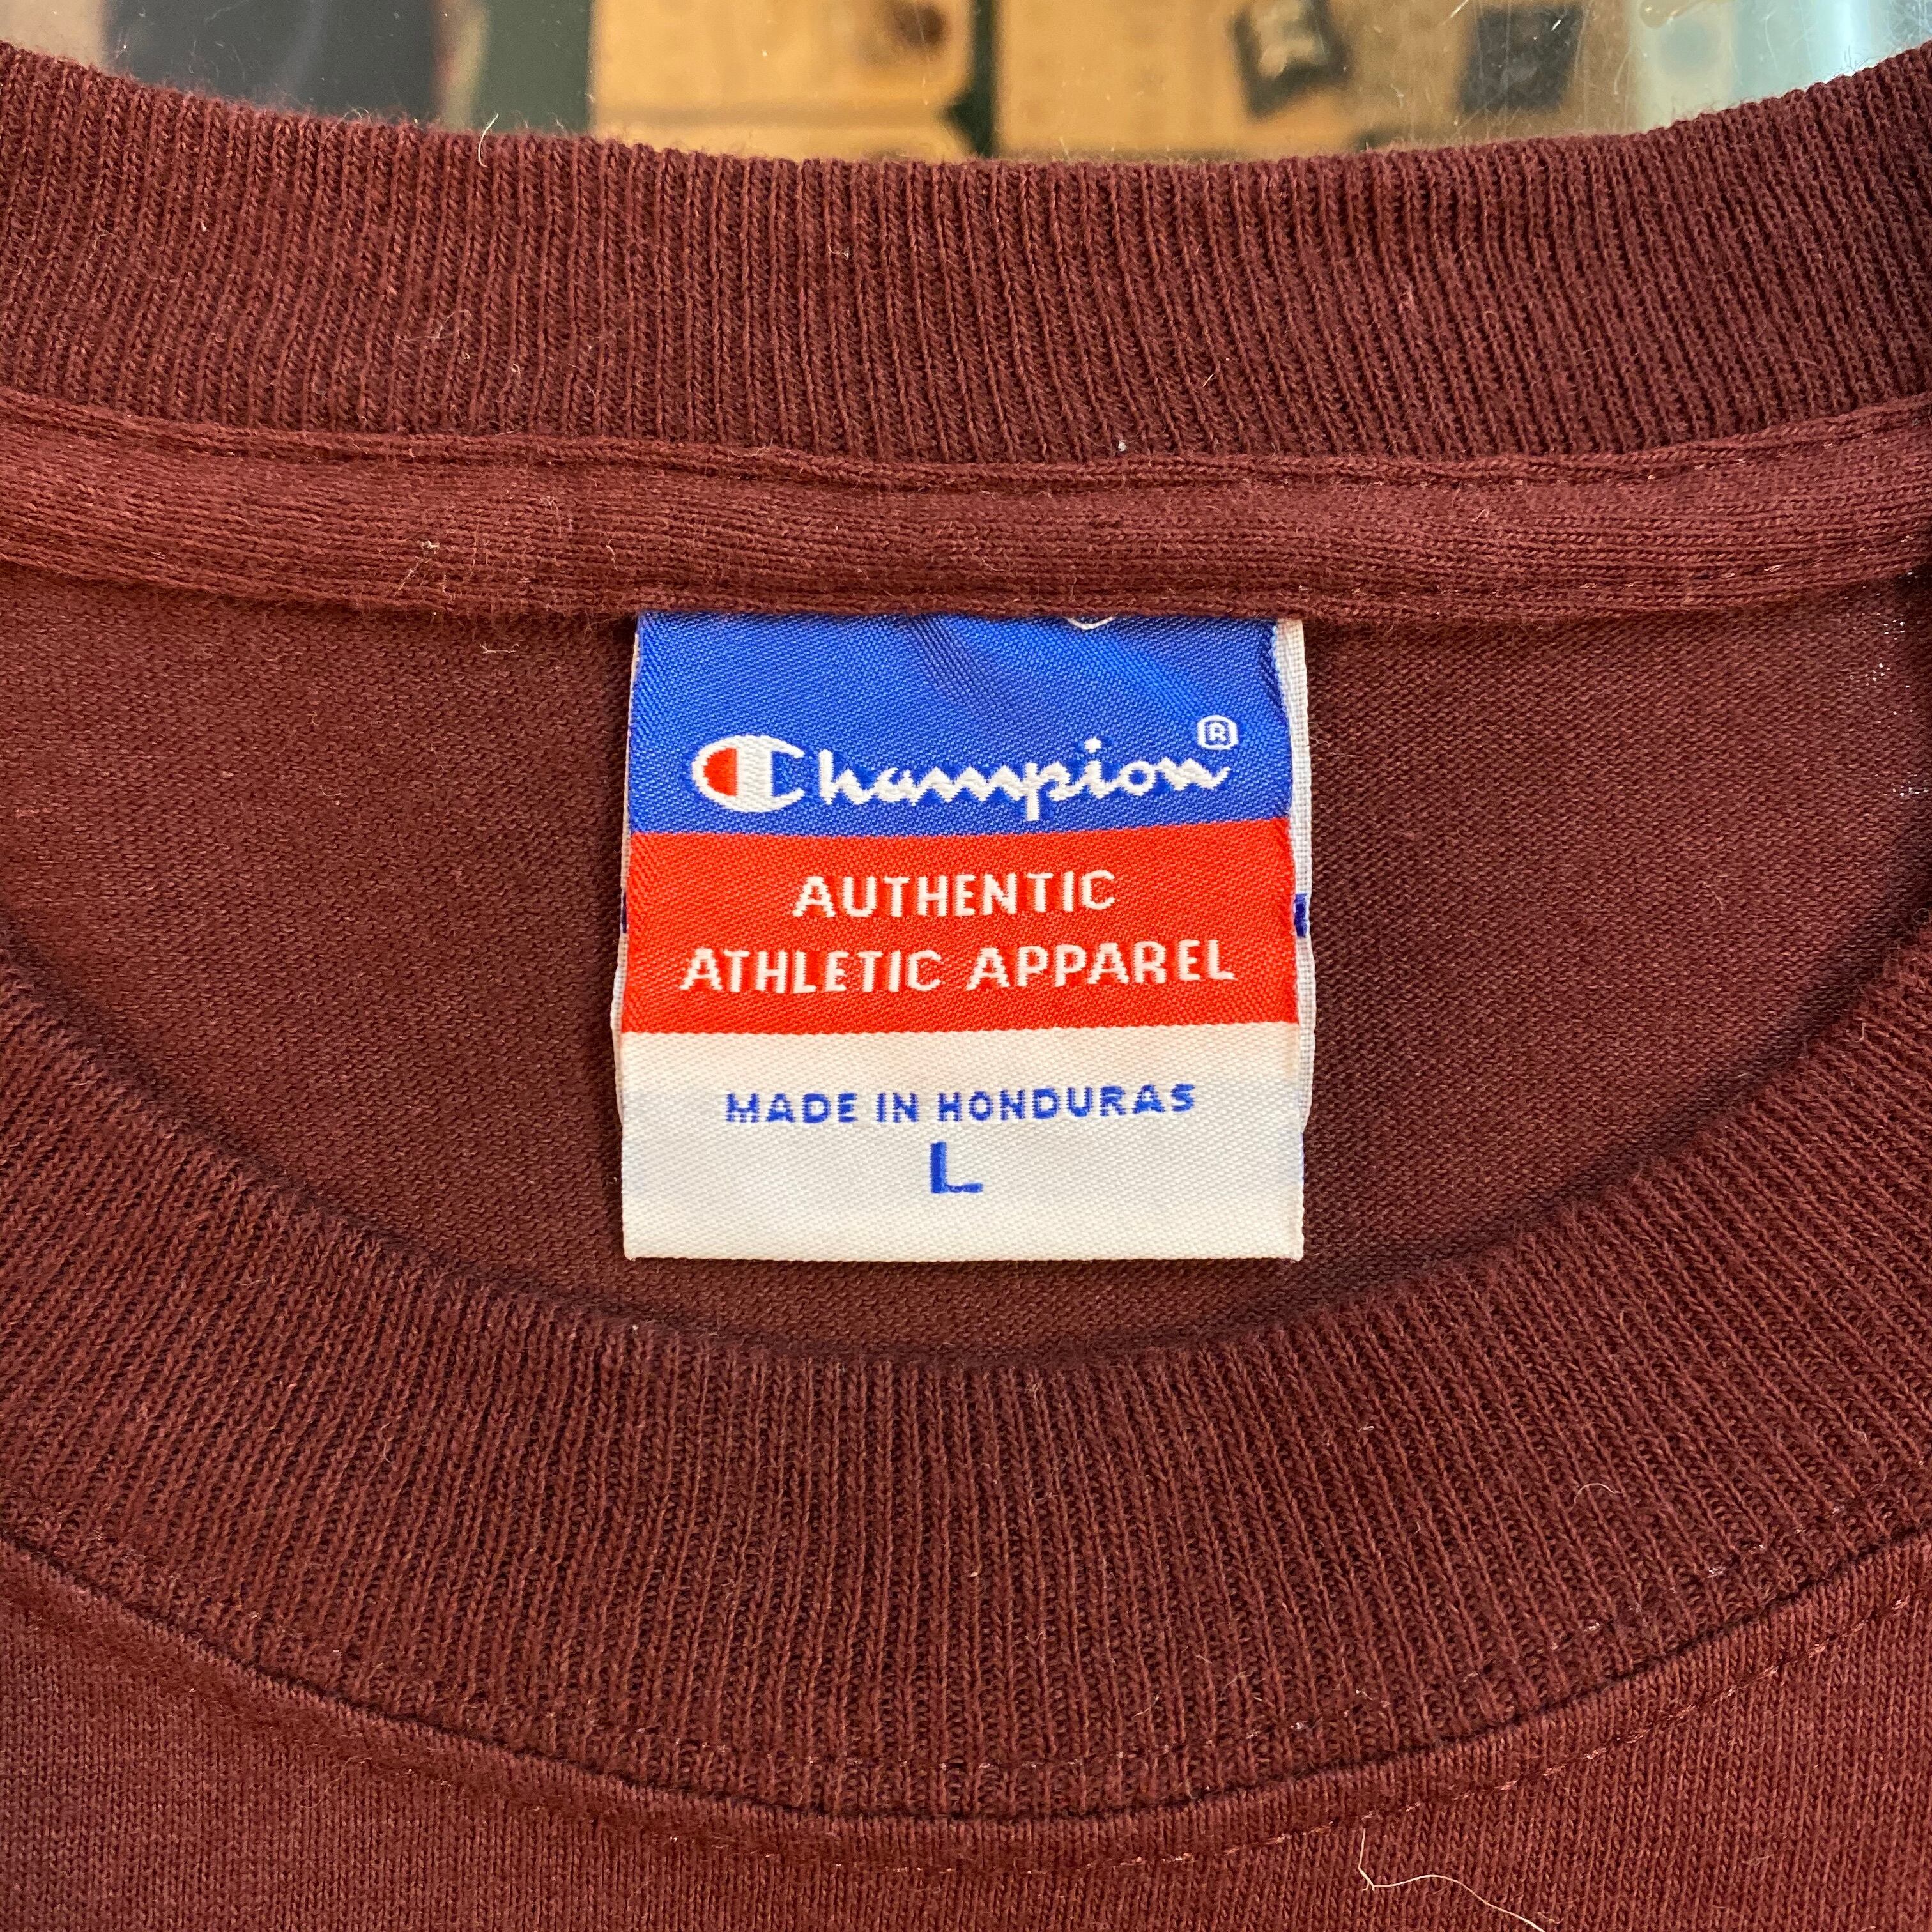 Champion®
AUTHENTIC
ATHLETIC APPAREL
MADE IN HONDURAS
L